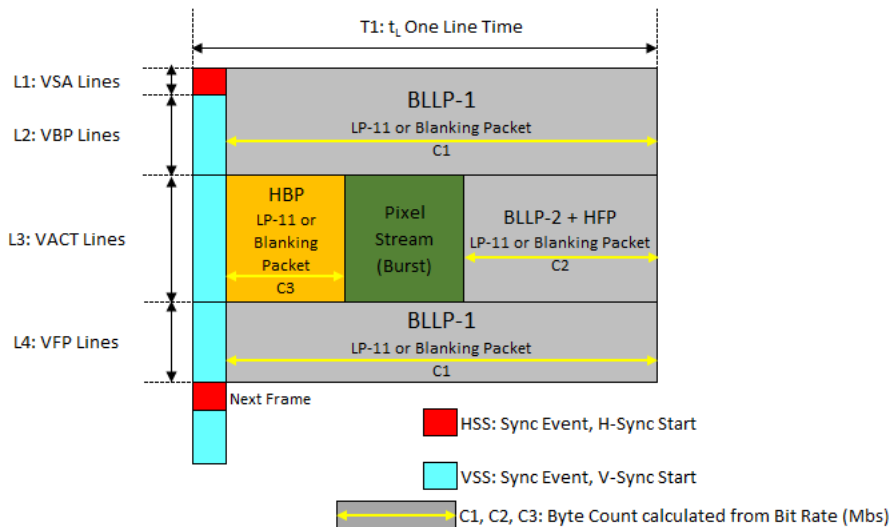 T1: tL One Line Time
L1: VSA Lines
BLLP-1
LP-11 or Blanking Packet
C1
L2: VBP Lines
L3: VACT Lines
HBP
LP-11 or
Blanking
Packet
C3
Pixel
Stream
(Burst)
BLLP-2 + HFP
LP-11 or Blanking Packet
C2
L4: VFP Lines
BLLP-1
LP-11 or Blanking Packet
C1
Next Frame
HSS: Sync Event, H-Sync Start
VSS: Sync Event, V-Sync Start
C1, C2, C3: Byte Count calculated from Bit Rate (Mbs)